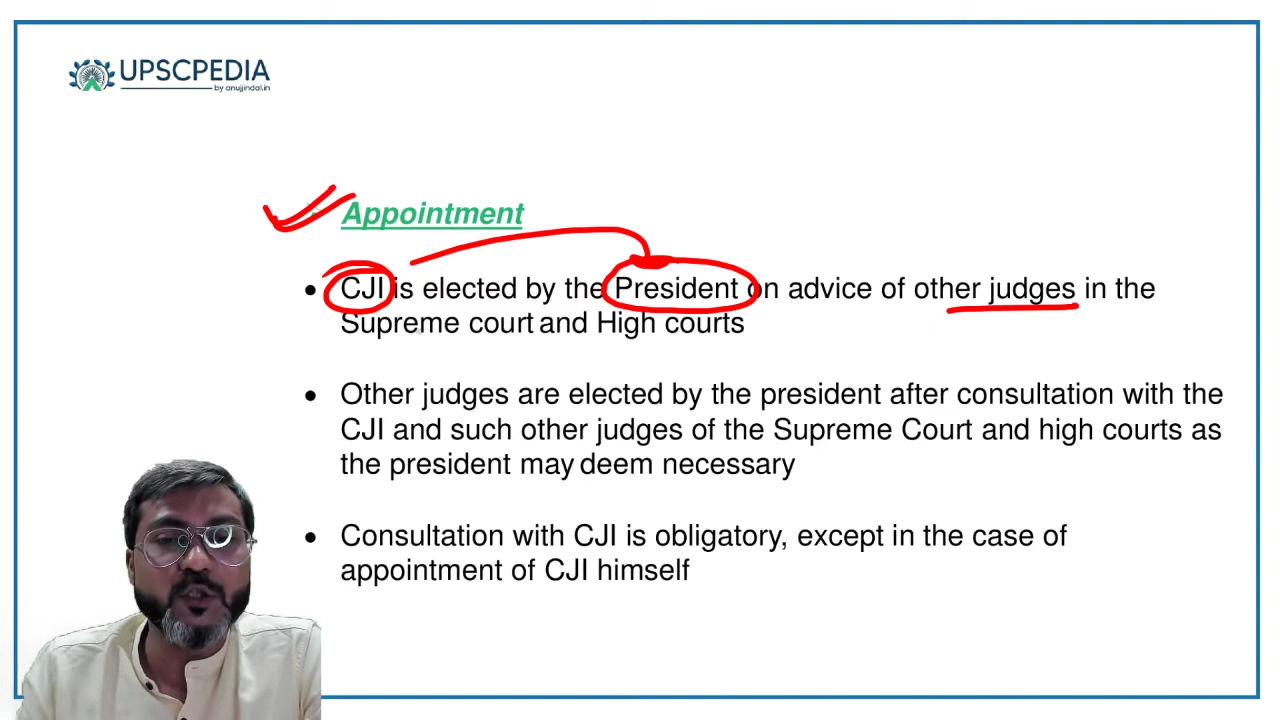 UPSCPEDIA
by anujjindal.in
Appointment
CJI is elected by the President on advice of other judges in the
Supreme court and High courts
Other judges are elected by the president after consultation with the
CJI and such other judges of the Supreme Court and high courts as
the president may deem necessary
Consultation with CJI is obligatory, except in the case of
appointment of CJI himself